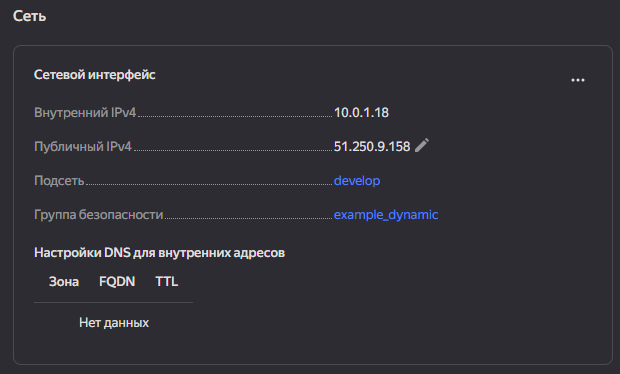 Сеть
Сетевой интерфейс
Внутренний IPv4 10.0.1.18
Публичный IPv4 51.250.9.158
Подсеть develop
Группа безопасности example_dynamic
Настройки DNS для внутренних адресов
Зона FQDN TTL
Нет данных